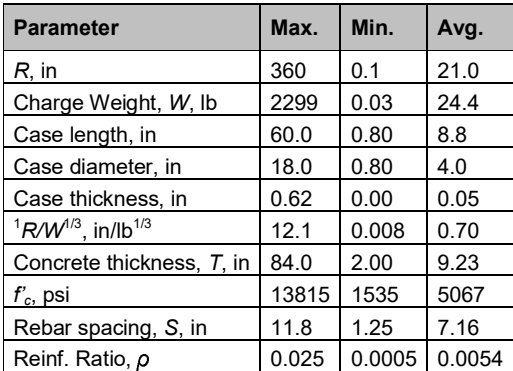 Parameter Max. Min. Avg.
R, in 360 0.1 21.0
Charge Weight, W, lb 2299 0.03 24.4
Case length, in 60.0 0.80 8.8
Case diameter, in 18.0 0.80 4.0
Case thickness, in 0.62 0.00 0.05
¹R/W¹ᐟ³, in/lb¹ᐟ³ 12.1 0.008 0.70
Concrete thickness, T, in 84.0 2.00 9.23
f'c, psi 13815 1535 5067
Rebar spacing, S, in 11.8 1.25 7.16
Reinf. Ratio, ρ 0.025 0.0005 0.0054